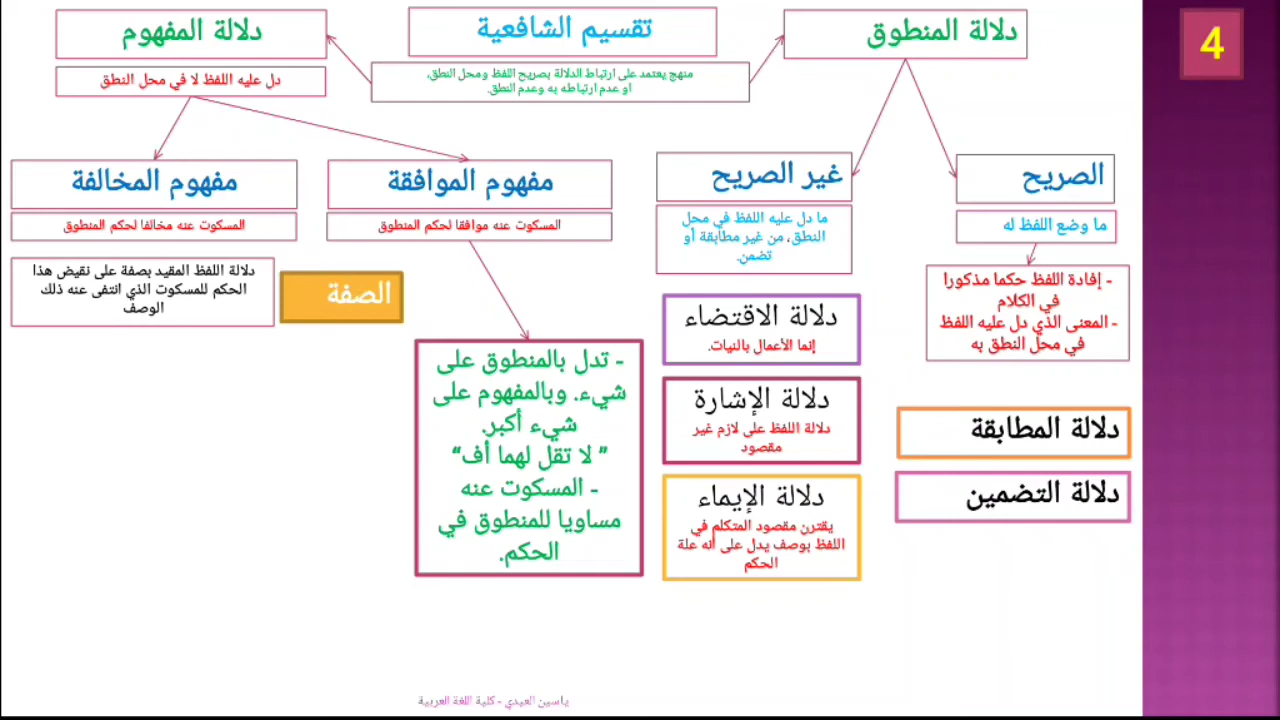 4
تقسيم الشافعية
منهج يعتمد على ارتباط الدلالة بصريح اللفظ ومحل النطق،
او عدم ارتباطه به وعدم النطق.
دلالة المنطوق
الصريح
ما وضع اللفظ له
- إفادة اللفظ حكما مذكورا
في الكلام
- المعنى الذي دل عليه اللفظ
في محل النطق به
دلالة المطابقة
دلالة التضمين
غير الصريح
ما دل عليه اللفظ في محل
النطق، من غير مطابقة أو
تضمن.
دلالة الاقتضاء
إنما الأعمال بالنيات.
دلالة الإشارة
دلالة اللفظ على لازم غير
مقصود
دلالة الإيماء
يقترن مقصود المتكلم في
اللفظ بوصف يدل على أنه علة
الحكم
دلالة المفهوم
دل عليه اللفظ لا في محل النطق
مفهوم الموافقة
المسكوت عنه موافقا لحكم المنطوق
- تدل بالمنطوق على
شيء. وبالمفهوم على
شيء أكبر.
” لا تقل لهما أف“
- المسكوت عنه
مساويا للمنطوق في
الحكم.
مفهوم المخالفة
المسكوت عنه مخالفا لحكم المنطوق
الصفة
دلالة اللفظ المقيد بصفة على نقيض هذا
الحكم للمسكوت الذي انتفى عنه ذلك
الوصف
ياسين العيدي - كلية اللغة العربية